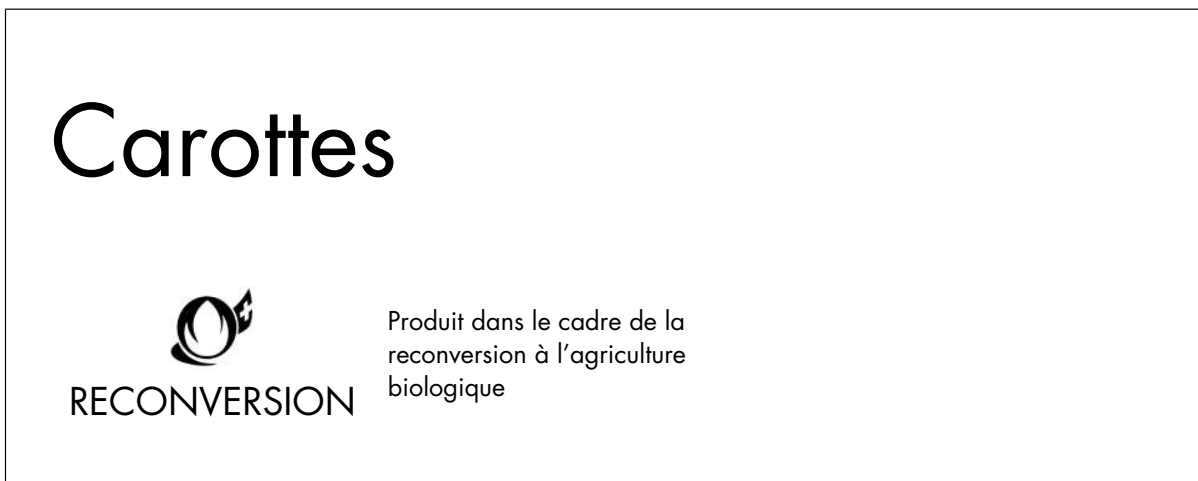 Carottes
RECONVERSION
Produit dans le cadre de la
reconversion à l’agriculture
biologique